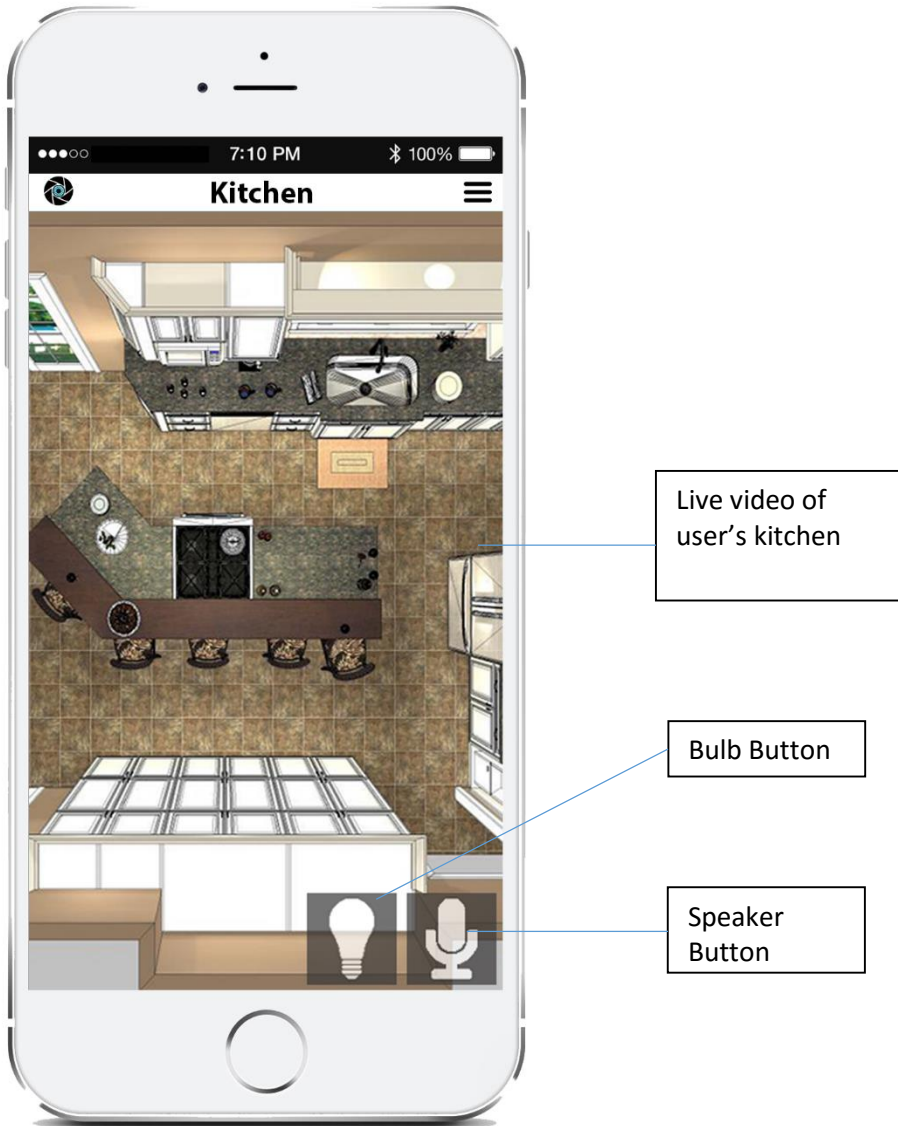 7:10 PM 100%
Kitchen
Live video of
user’s kitchen
Bulb Button
Speaker
Button